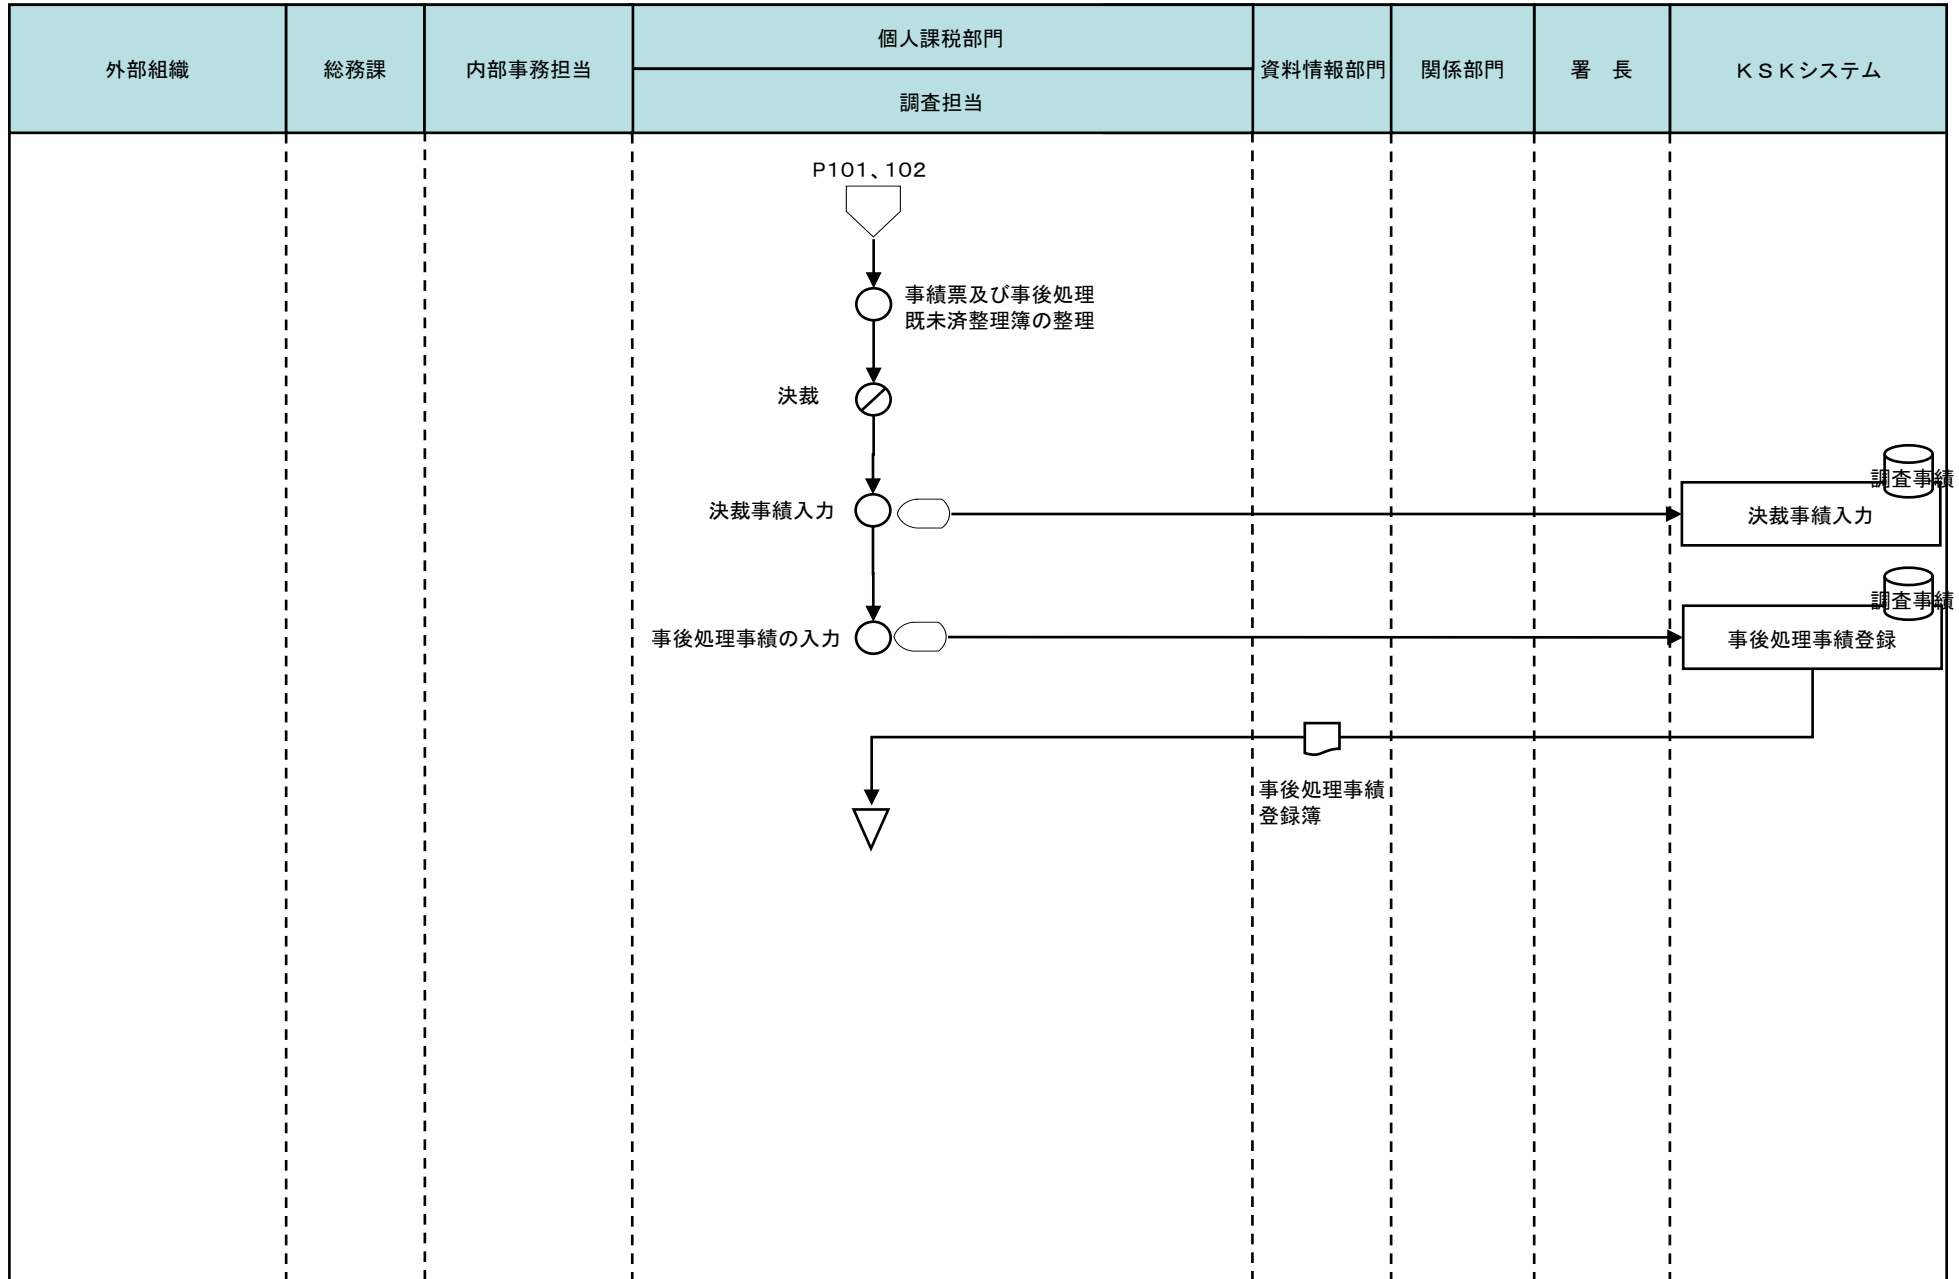 外部組織
総務課
内部事務担当
個人課税部門
調査担当
資料情報部門
関係部門
署　長
ＫＳＫシステム
P101、102
事績票及び事後処理
既未済整理簿の整理
決裁
調査事績
決裁事績入力
決裁事績入力
調査事績
事後処理事績の入力
事後処理事績登録
事後処理事績
登録簿